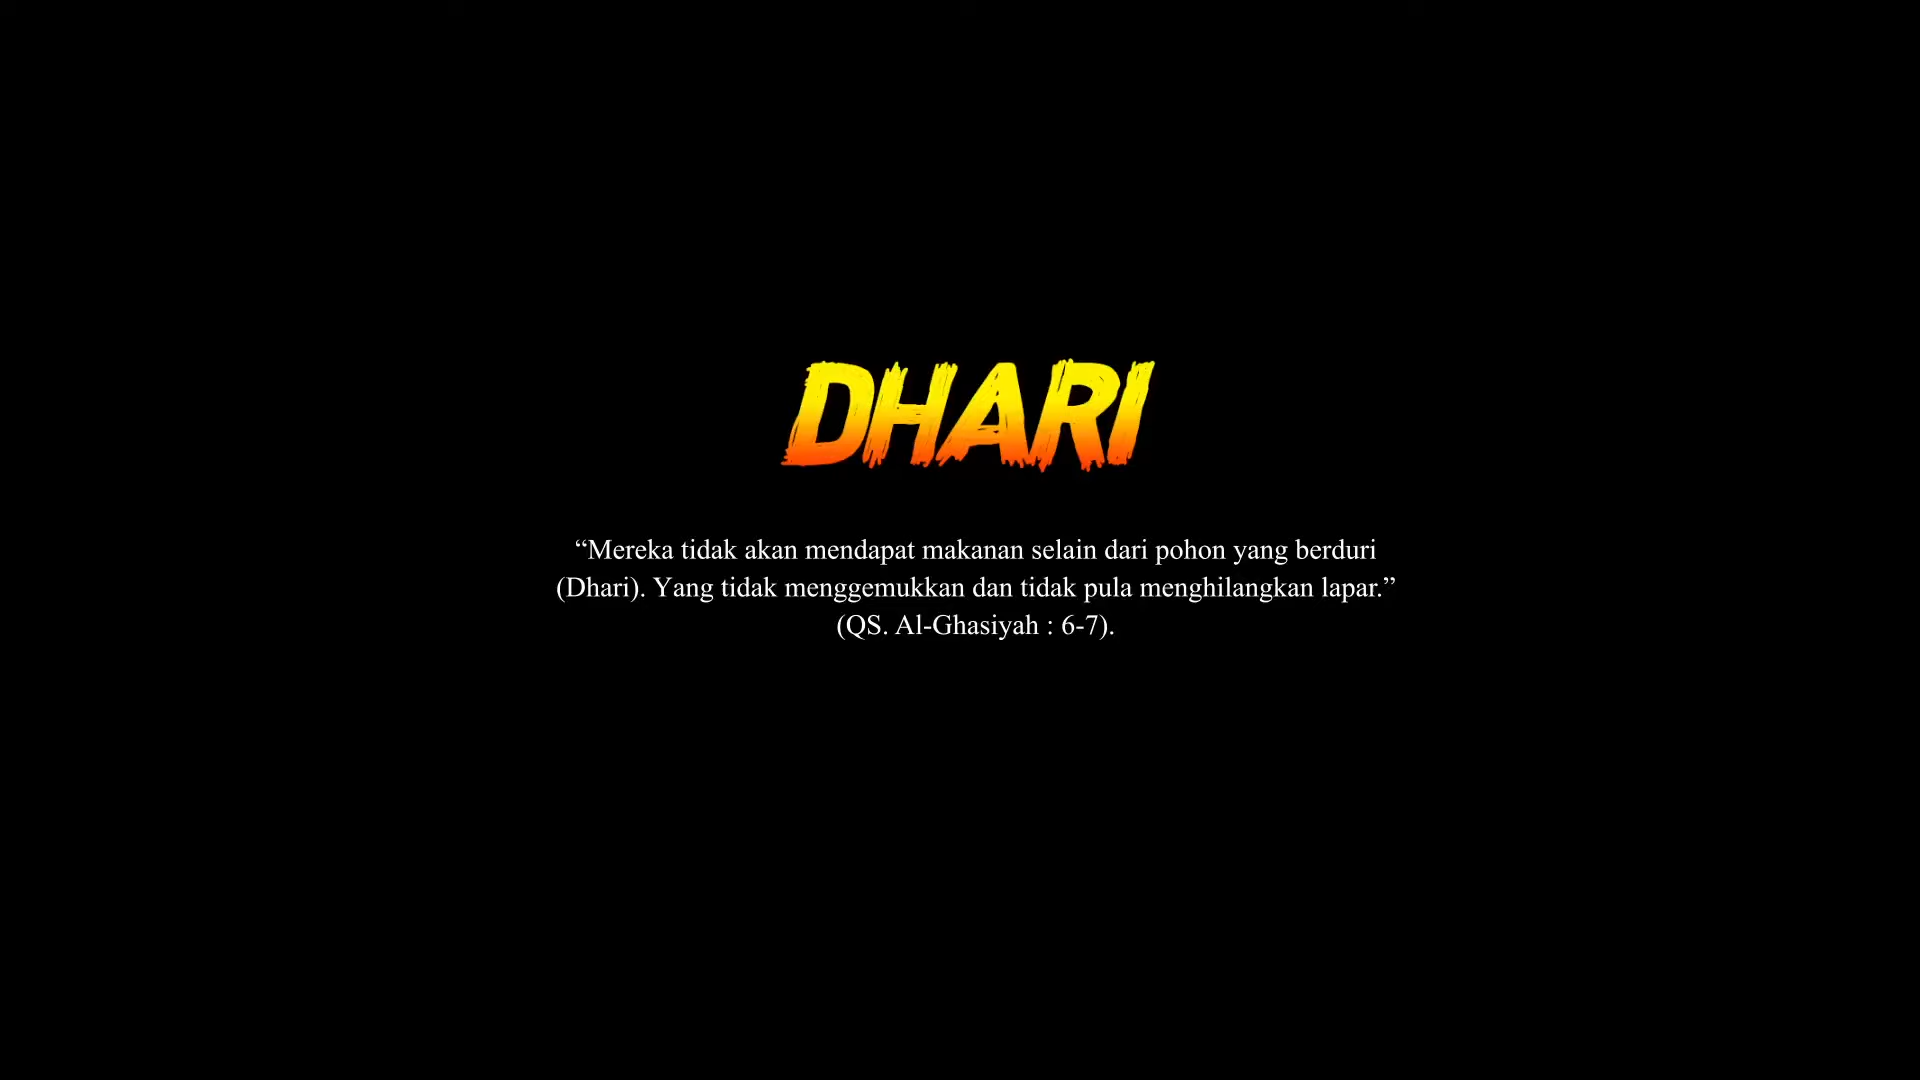 DHARI
“Mereka tidak akan mendapat makanan selain dari pohon yang berduri
(Dhari). Yang tidak menggemukkan dan tidak pula menghilangkan lapar.”
(QS. Al-Ghasiyah : 6-7).